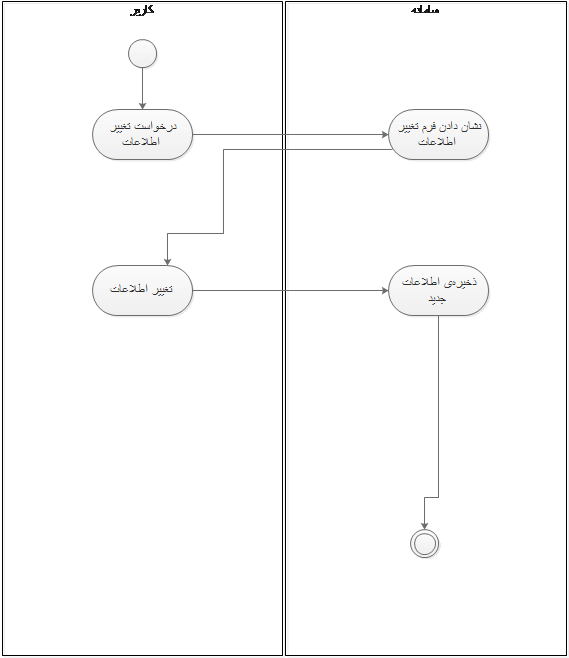 کاربر
سامانه
درخواست تغییر
اطلاعات
نشان دادن فرم تغییر
اطلاعات
تغییر اطلاعات
ذخیره‌ی اطلاعات
جدید